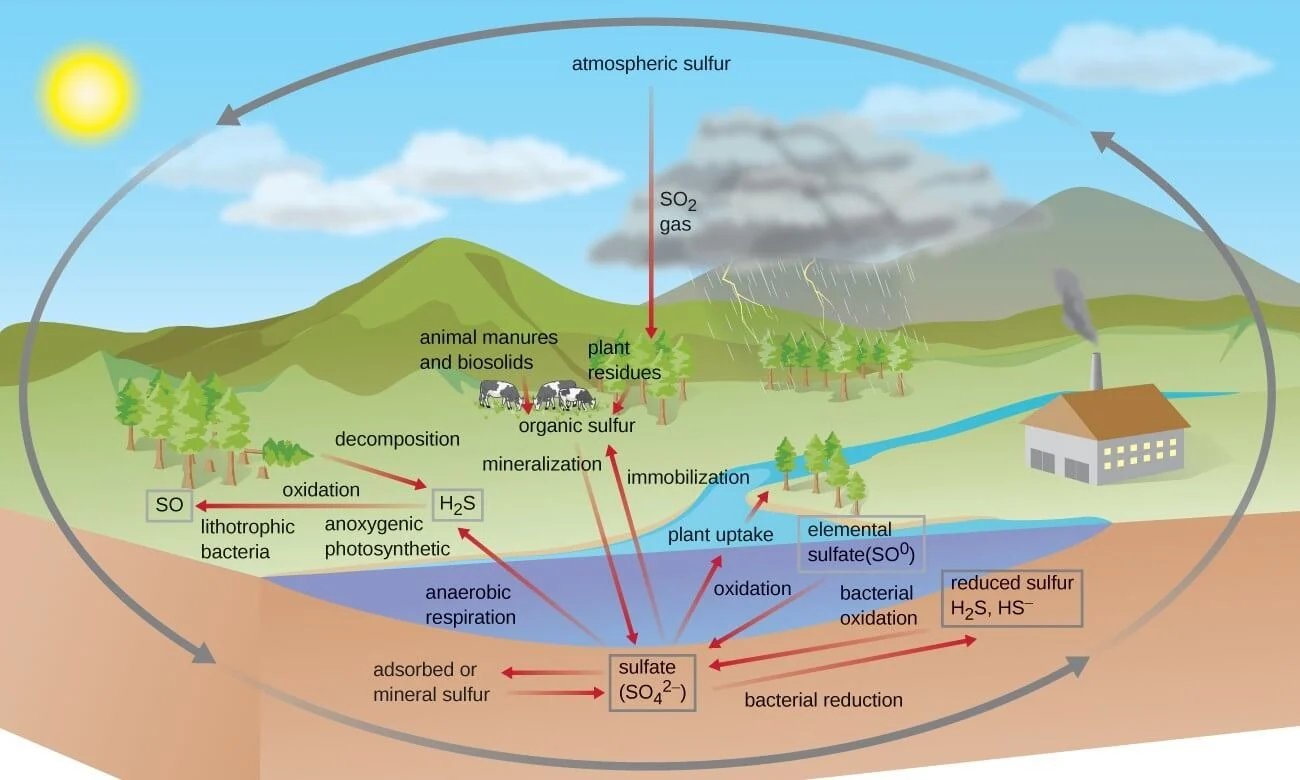 atmospheric sulfur
SO₂
gas
animal manures
and biosolids
plant
residues
organic sulfur
decomposition
mineralization
immobilization
oxidation
SO
H₂S
lithotrophic
bacteria
anoxygenic
photosynthetic
plant uptake
elemental
sulfate(SO⁰)
anaerobic
respiration
oxidation
bacterial
oxidation
reduced sulfur
H₂S, HS⁻
adsorbed or
mineral sulfur
sulfate
(SO₄²⁻)
bacterial reduction